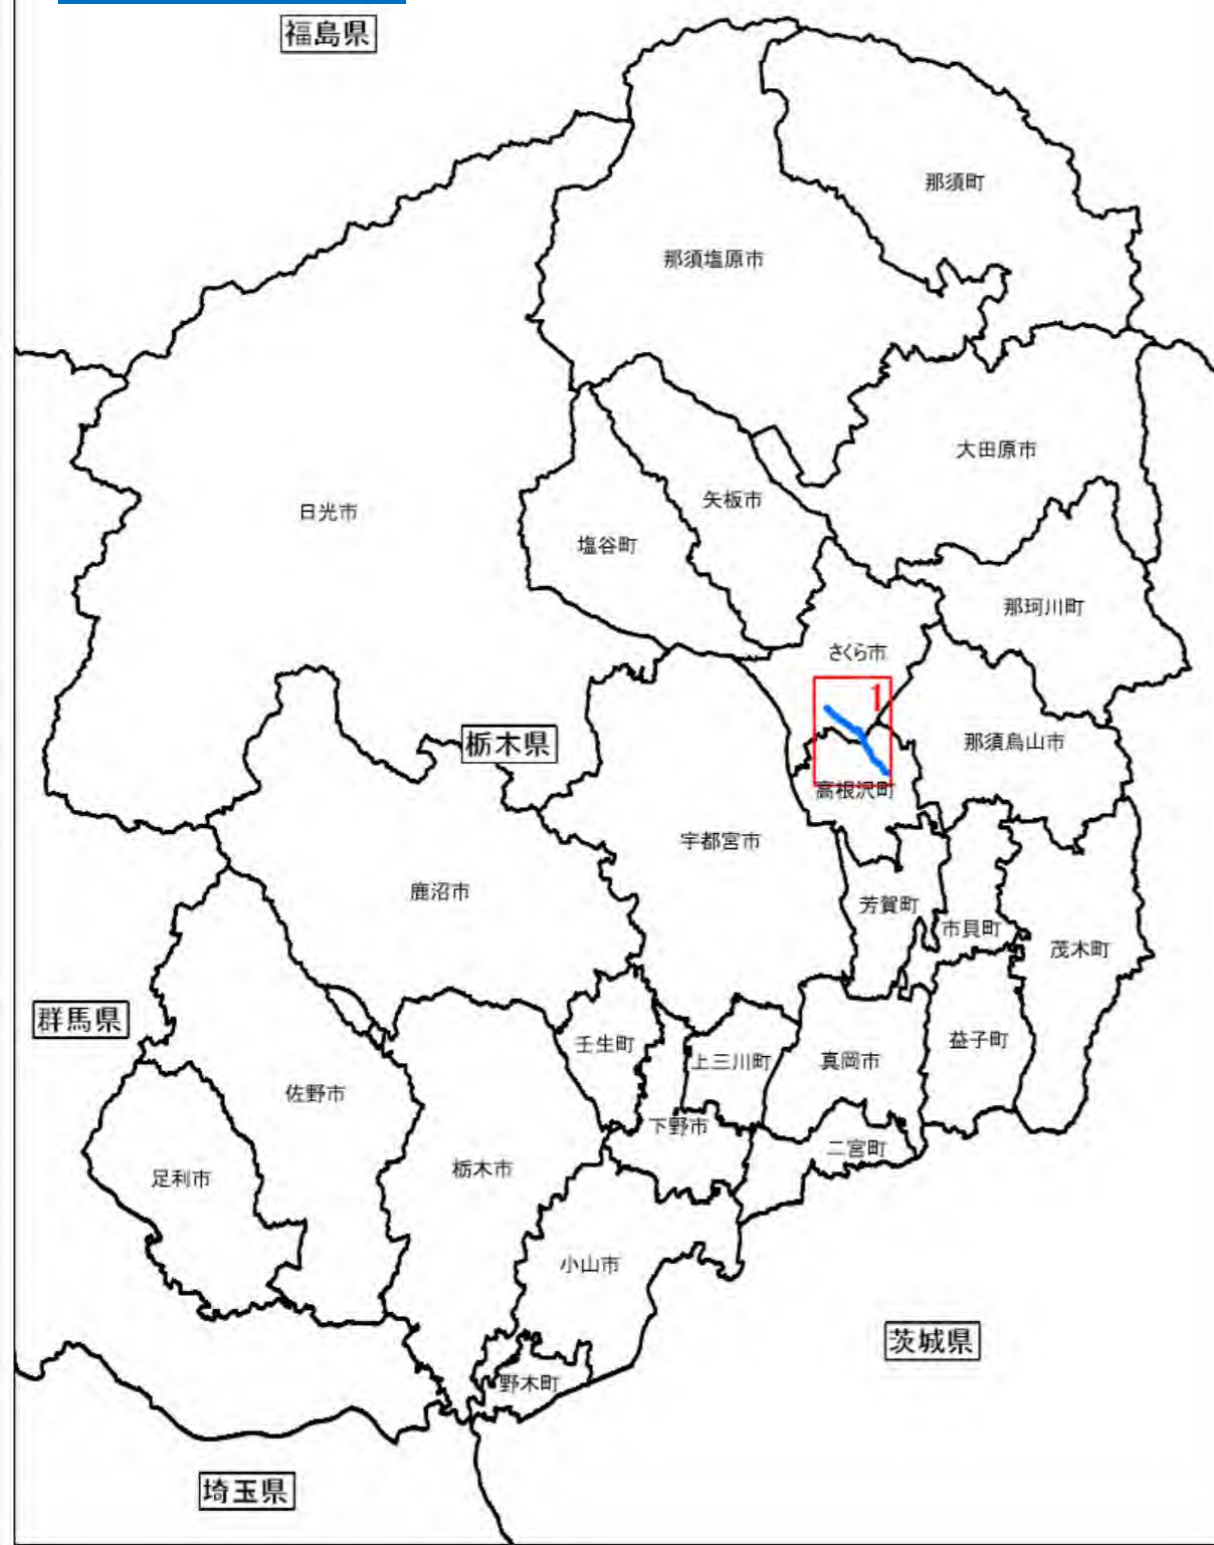 福島県
那須町
那須塩原市
大田原市
矢板市
日光市
塩谷町
那珂川町
さくら市
1
栃木県
那須烏山市
高根沢町
宇都宮市
鹿沼市
芳賀町
市貝町
茂木町
群馬県
壬生町
益子町
上三川町
真岡市
佐野市
下野市
二宮町
栃木市
足利市
小山市
茨城県
野木町
埼玉県